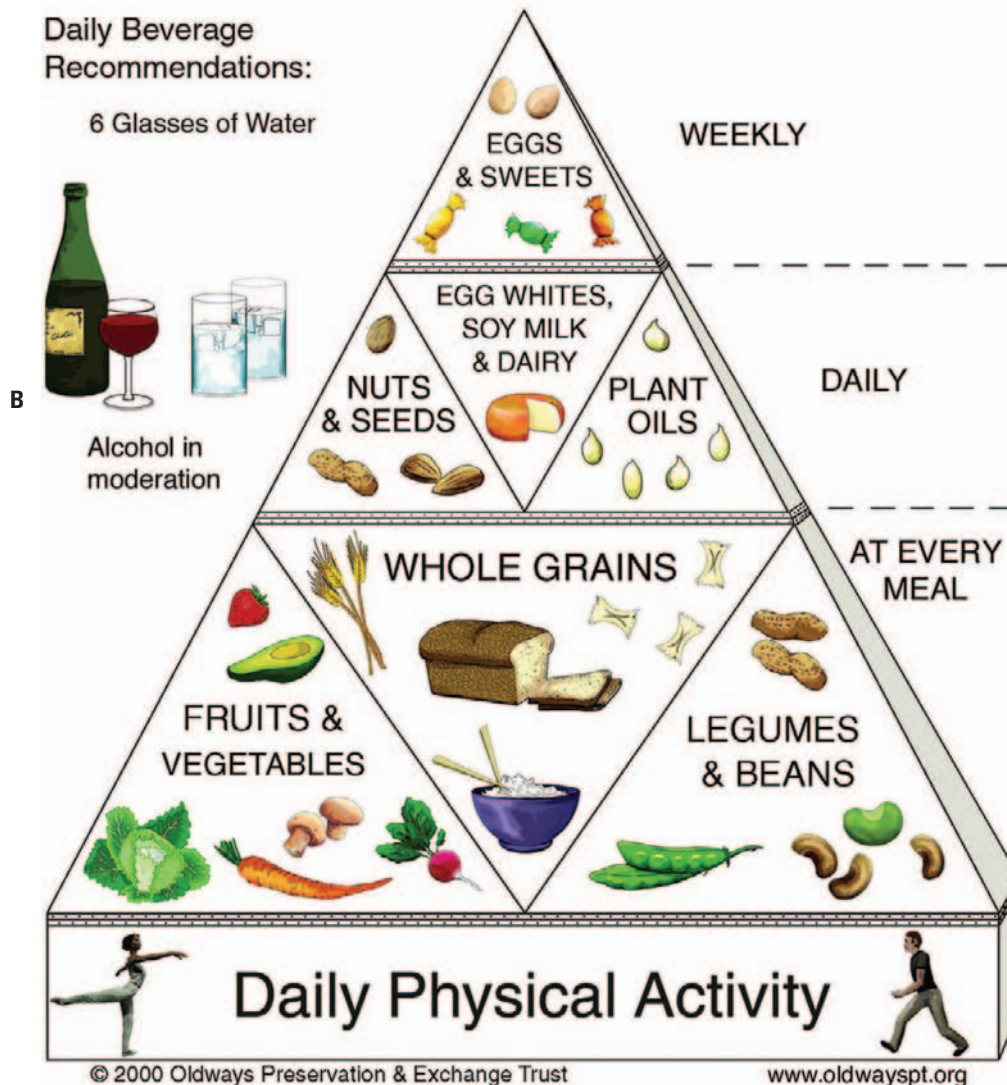 Daily Beverage
Recommendations:
6 Glasses of Water
Alcohol in
moderation
B
EGGS
& SWEETS
WEEKLY
EGG WHITES,
SOY MILK
& DAIRY
NUTS
& SEEDS
PLANT
OILS
DAILY
WHOLE GRAINS
AT EVERY
MEAL
FRUITS &
VEGETABLES
LEGUMES
& BEANS
Daily Physical Activity
© 2000 Oldways Preservation & Exchange Trust
www.oldwayspt.org